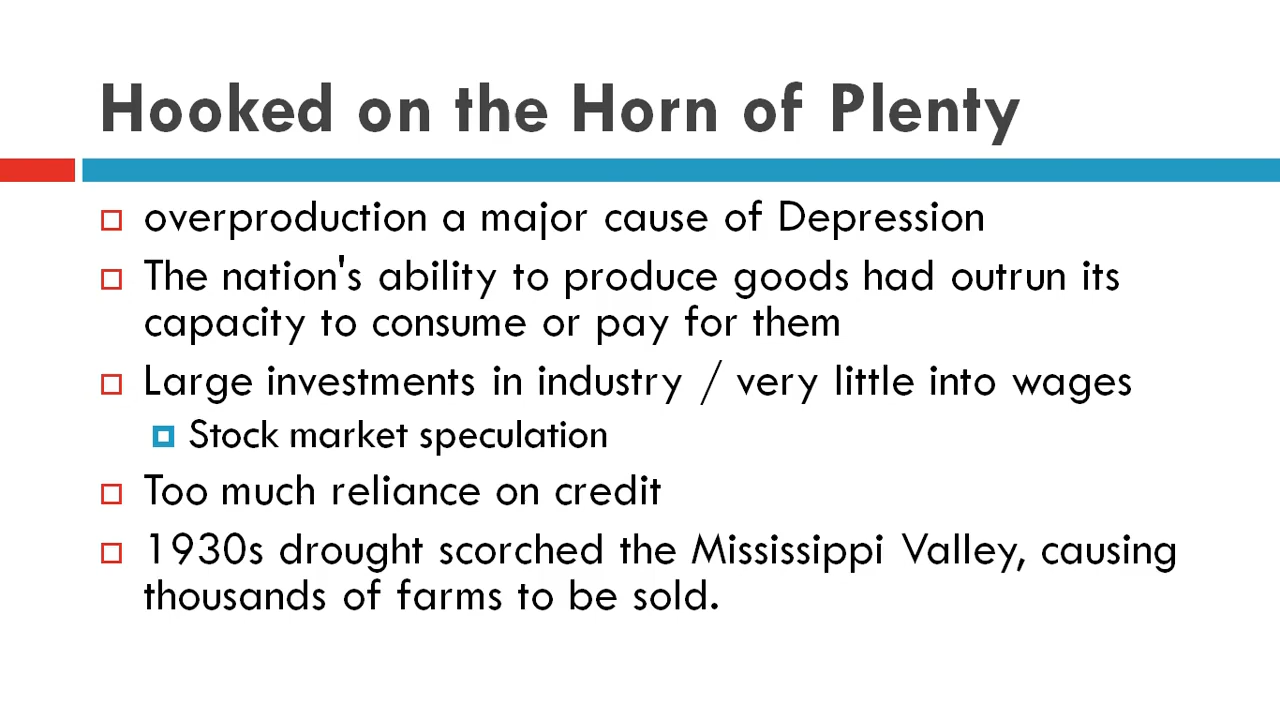 Hooked on the Horn of Plenty
overproduction a major cause of Depression
The nation's ability to produce goods had outrun its
capacity to consume or pay for them
Large investments in industry / very little into wages
Stock market speculation
Too much reliance on credit
1930s drought scorched the Mississippi Valley, causing
thousands of farms to be sold.